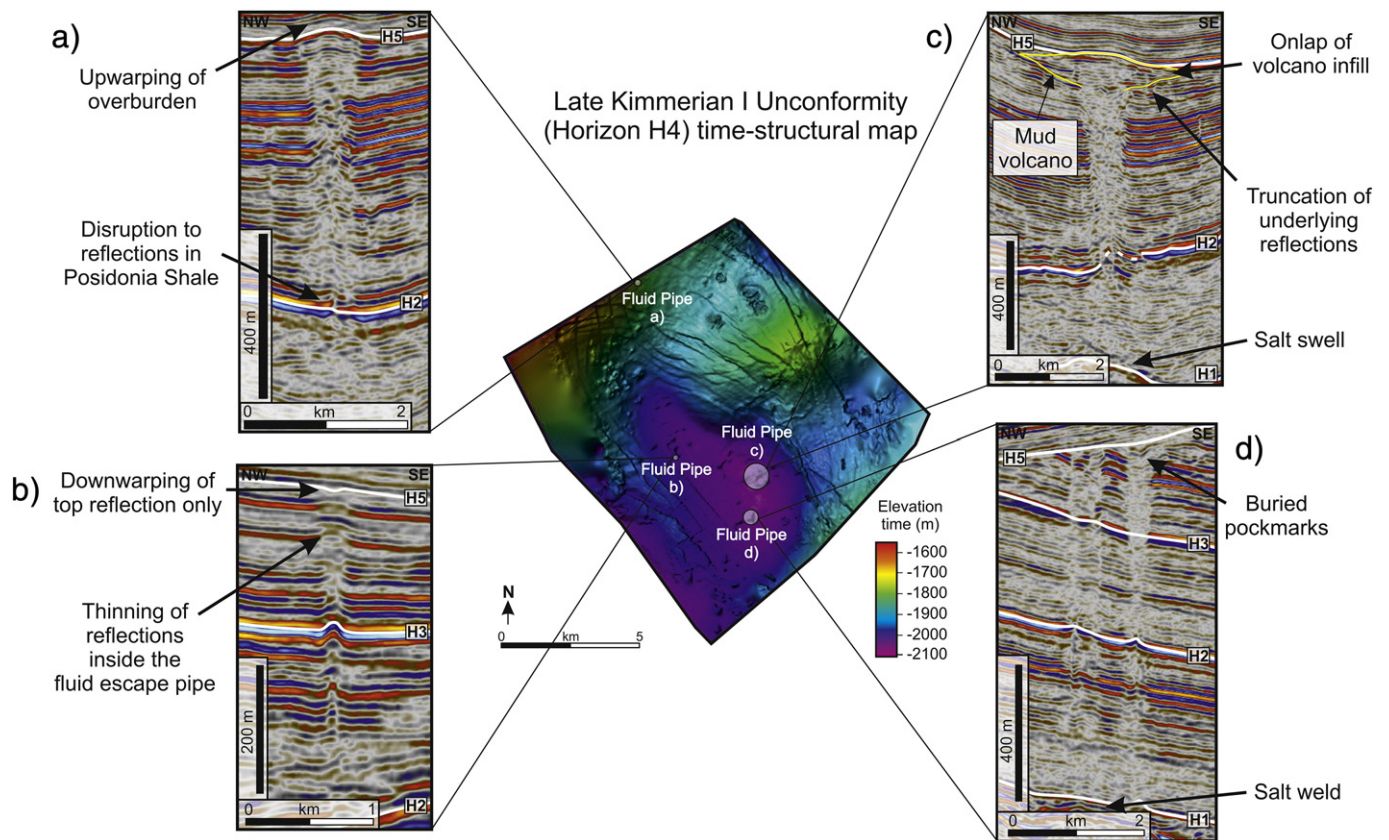 a)
NW
SE
H5
Upwarping of
overburden
Disruption to
reflections in
Posidonia Shale
H2
400 m
0 km 2
Late Kimmerian I Unconformity
(Horizon H4) time-structural map
c)
NW
SE
H5
Onlap of
volcano infill
Mud
volcano
Truncation of
underlying
reflections
H2
400 m
Salt swell
0 km 2
H1
Fluid Pipe
a)
Fluid Pipe
b)
Fluid Pipe
c)
Fluid Pipe
d)
N
0 km 5
Elevation
time (m)
-1600
-1700
-1800
-1900
-2000
-2100
b)
NW
SE
Downwarping of
top reflection only
H5
Thinning of
reflections
inside the
fluid escape pipe
H3
200 m
0 km 1
H2
d)
NW
SE
H5
Buried
pockmarks
H3
H2
400 m
Salt weld
0 km 2
H1